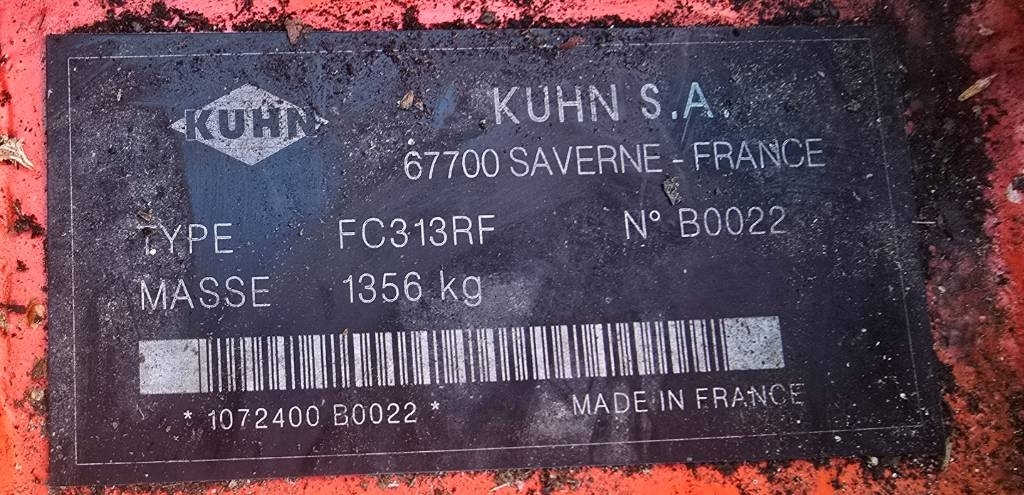 KUHN
KUHN S.A.
67700 SAVERNE - FRANCE
TYPE FC313RF N° B0022
MASSE 1356 kg
* 1072400 B0022 *
MADE IN FRANCE